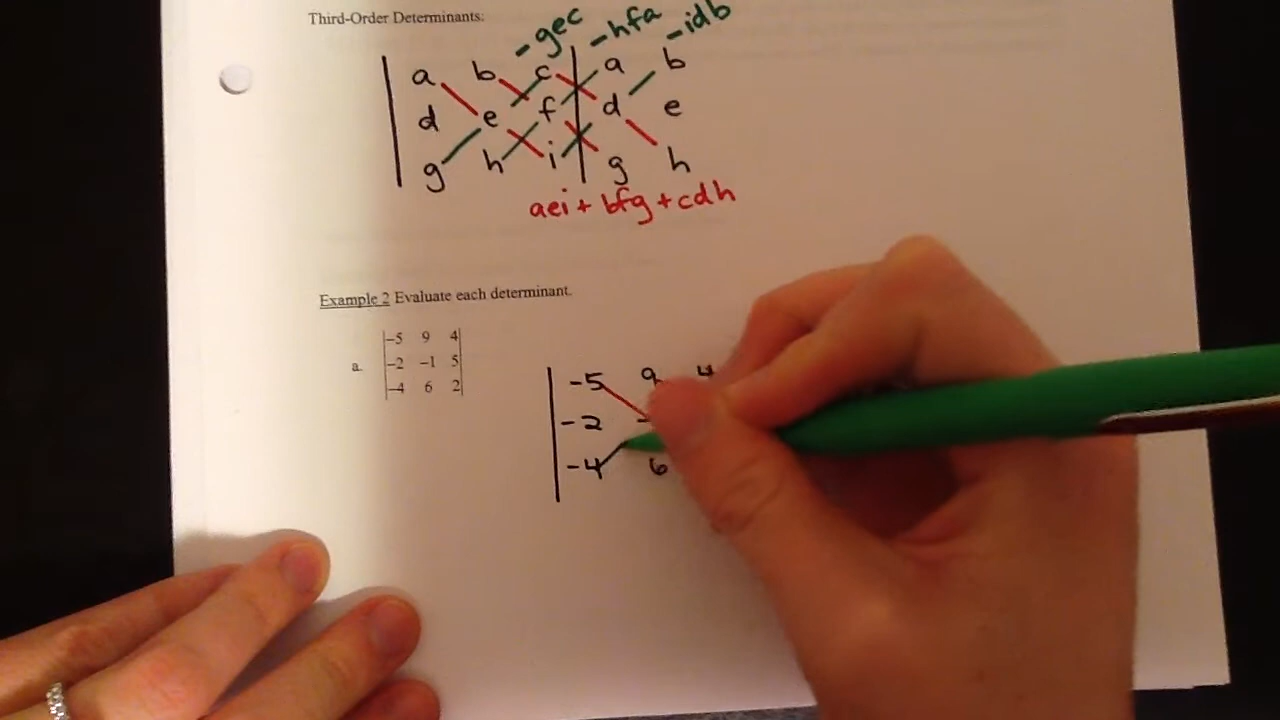 Third-Order Determinants:
-gec -hfa -idb
a b c a b
d e f d e
g h i g h
aei + bfg + cdh
Example 2 Evaluate each determinant.
a. -5 9 4
-2 -1 5
-4 6 2
-5 9 4
-2 -
-4 6